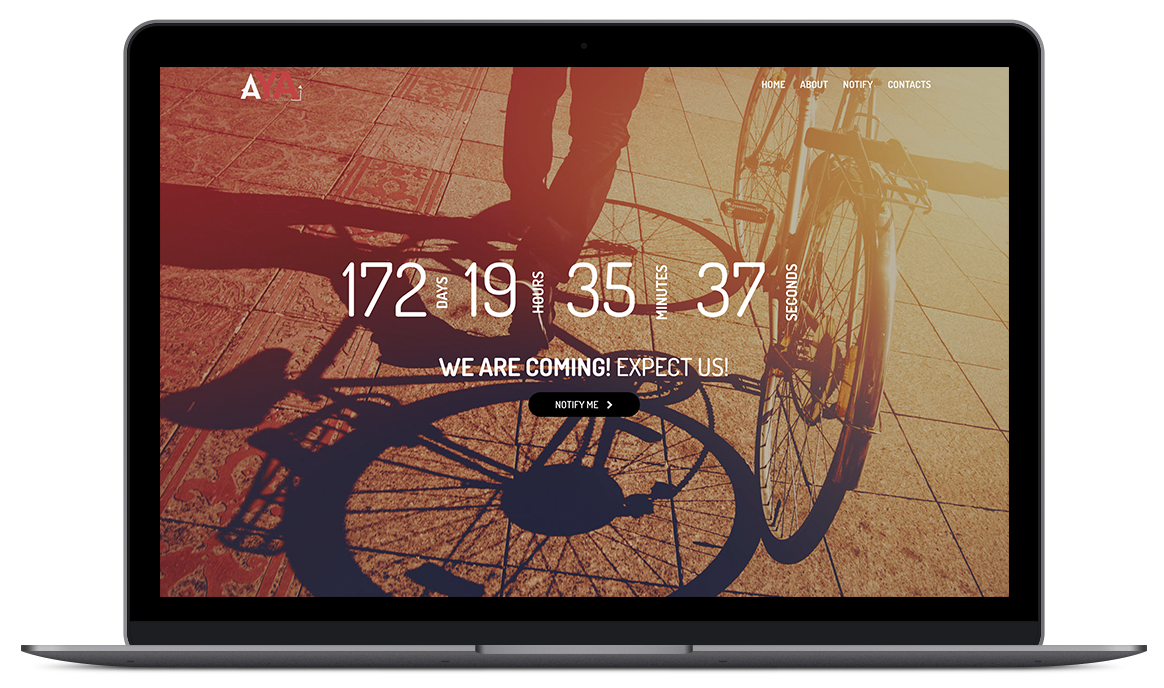 AYA
HOME ABOUT NOTIFY CONTACTS
172 DAYS 19 HOURS 35 MINUTES 37 SECONDS
WE ARE COMING! EXPECT US!
NOTIFY ME